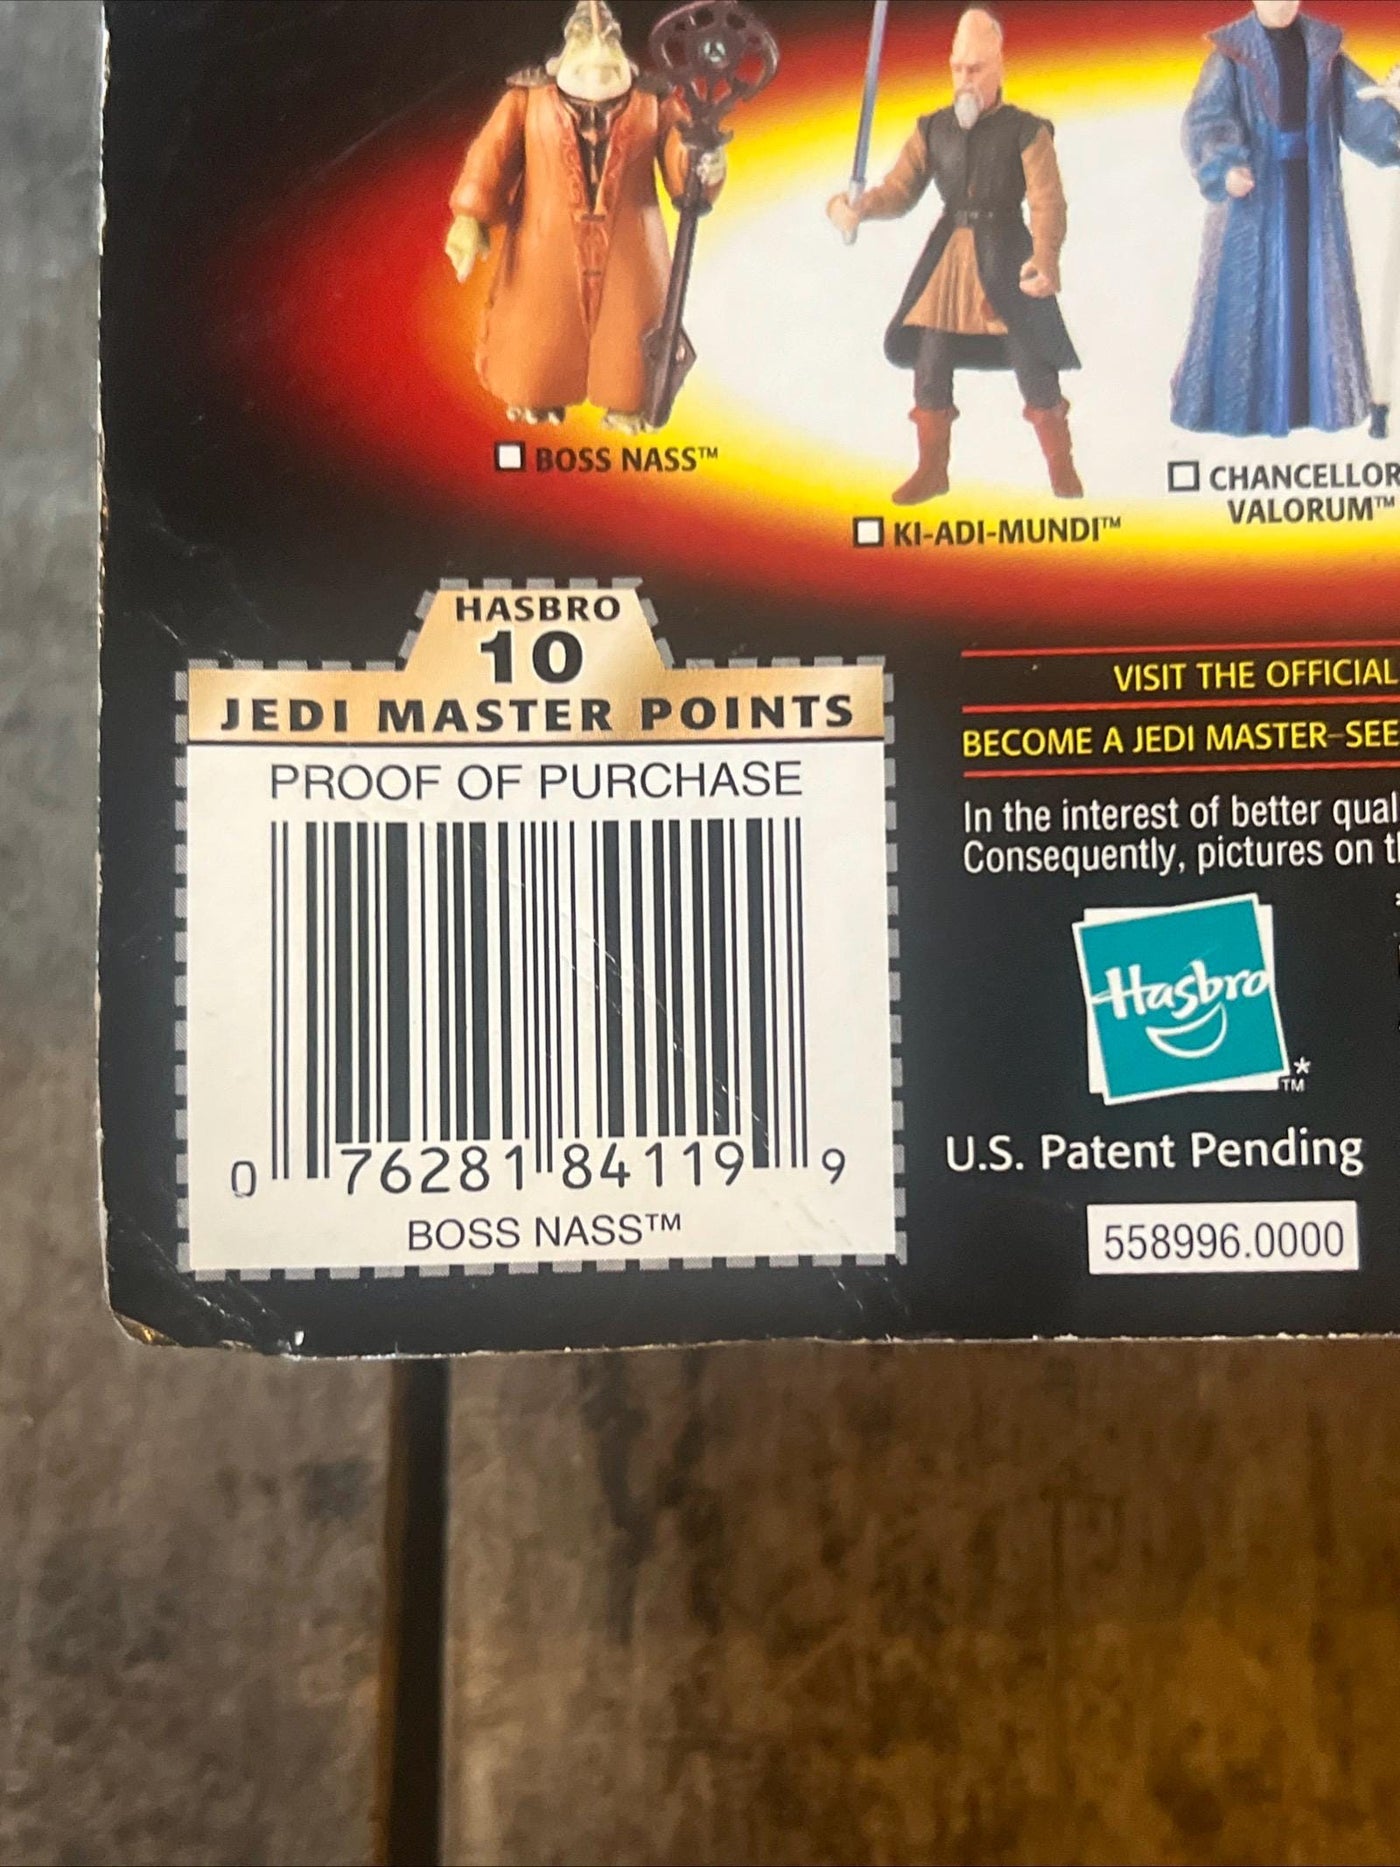 BOSS NASS™
KI-ADI-MUNDI™
CHANCELLOR
VALORUM™
HASBRO
10
JEDI MASTER POINTS
PROOF OF PURCHASE
0 76281 84119 9
BOSS NASS™
VISIT THE OFFICIAL
BECOME A JEDI MASTER–SEE
In the interest of better qual
Consequently, pictures on t
Hasbro
™*
U.S. Patent Pending
558996.0000